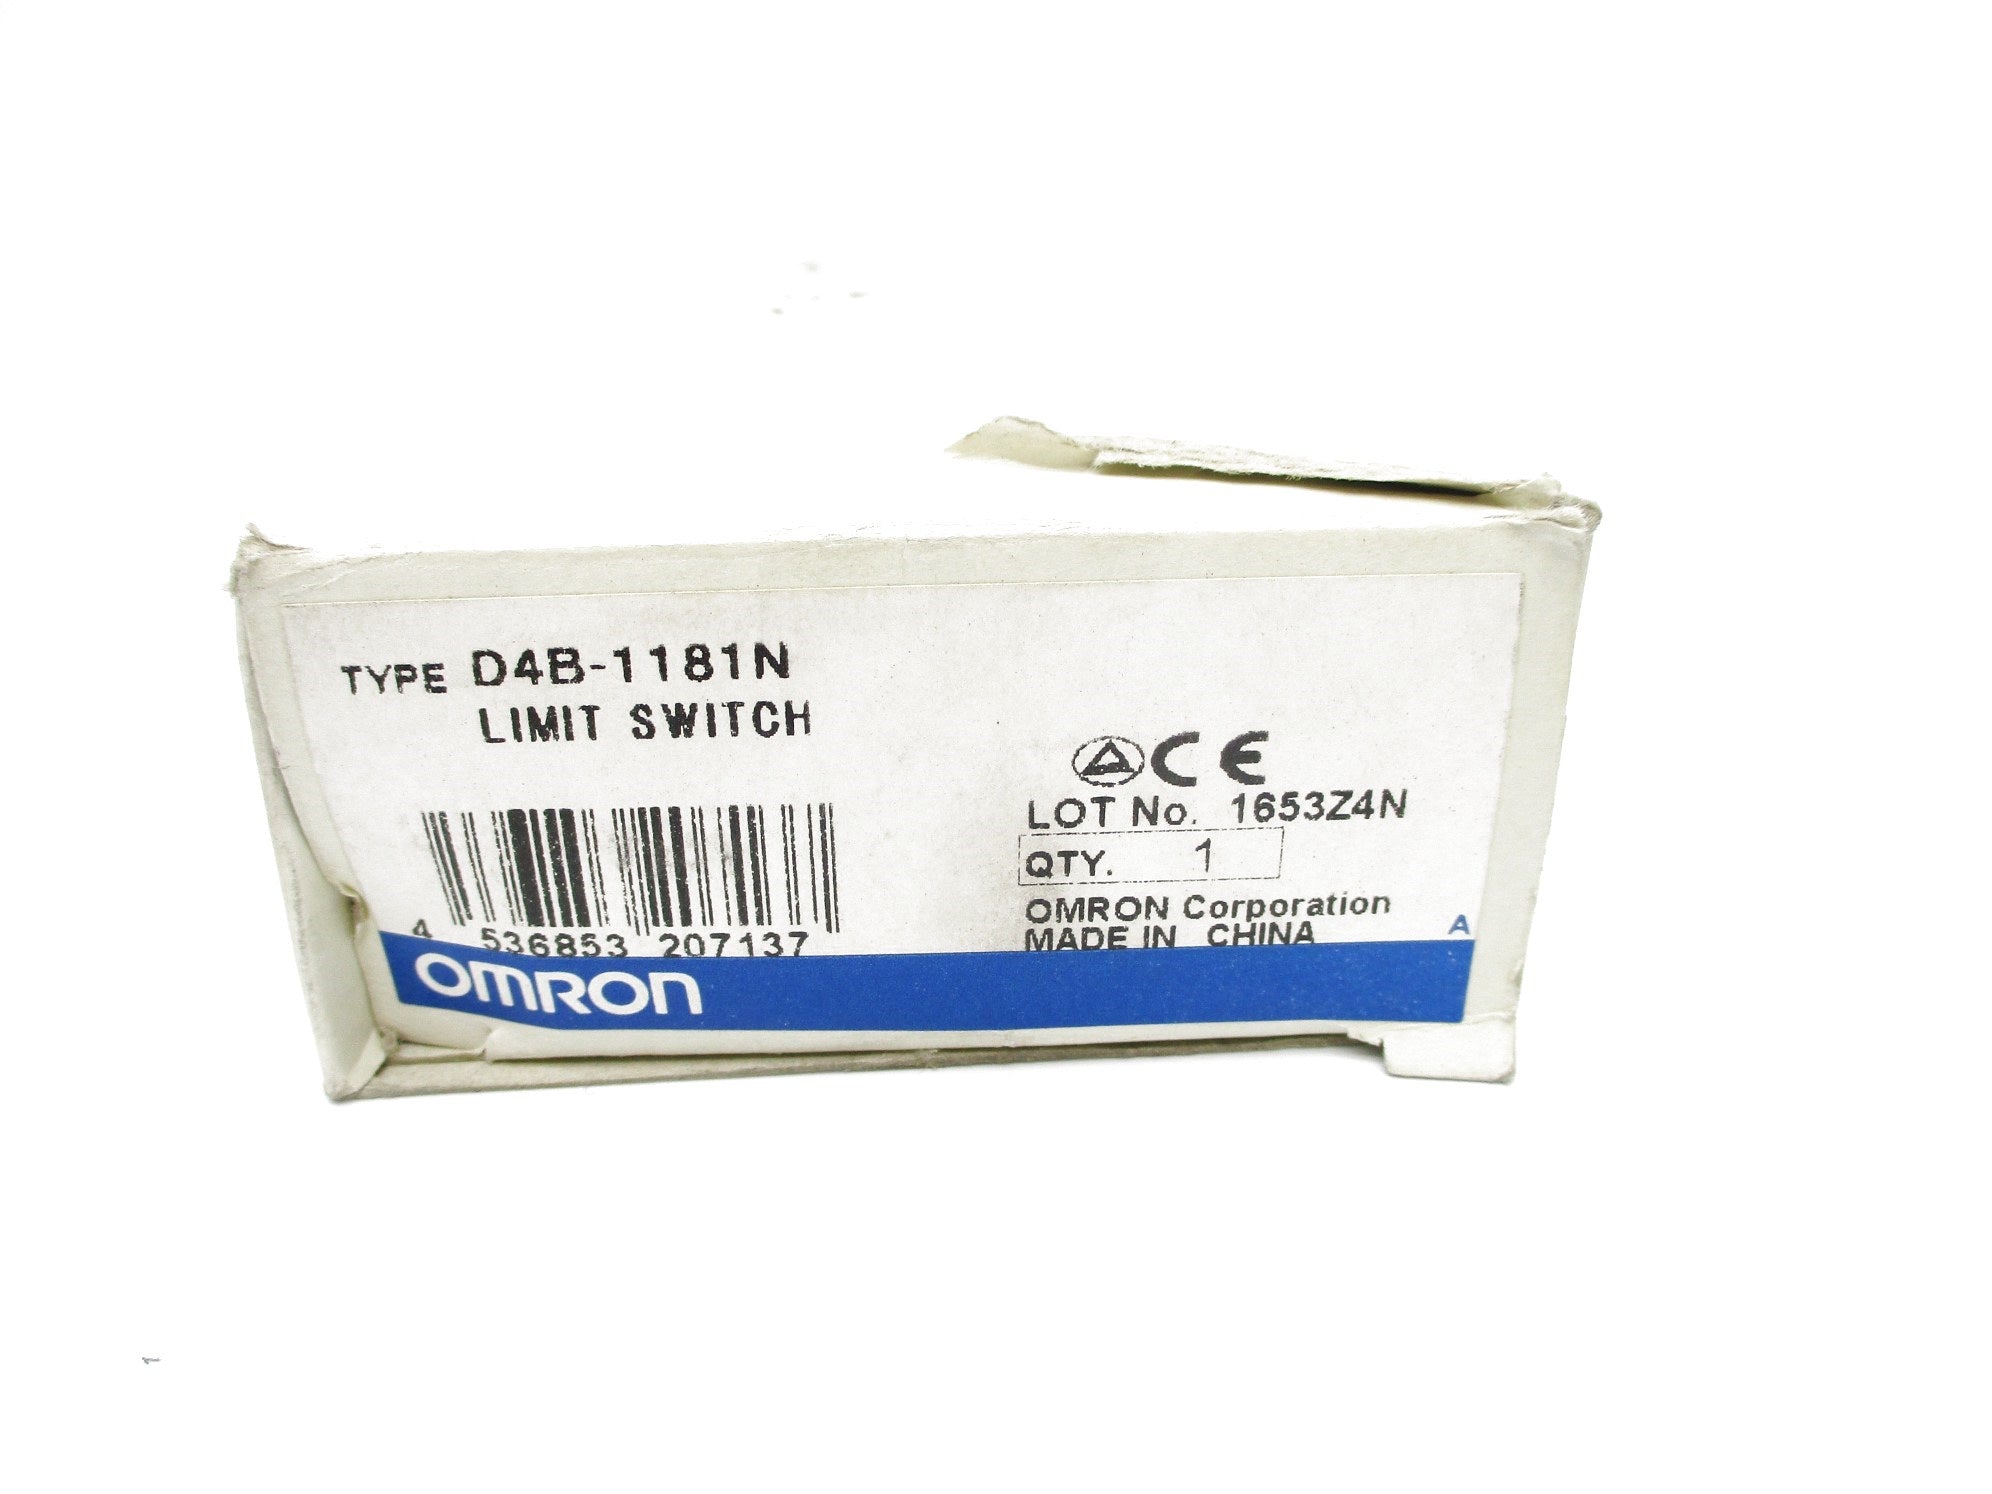 TYPE D4B-1181N
LIMIT SWITCH
CE
LOT No. 1653Z4N
QTY. 1
4 536853 207137
OMRON Corporation
MADE IN CHINA
A
OMRON